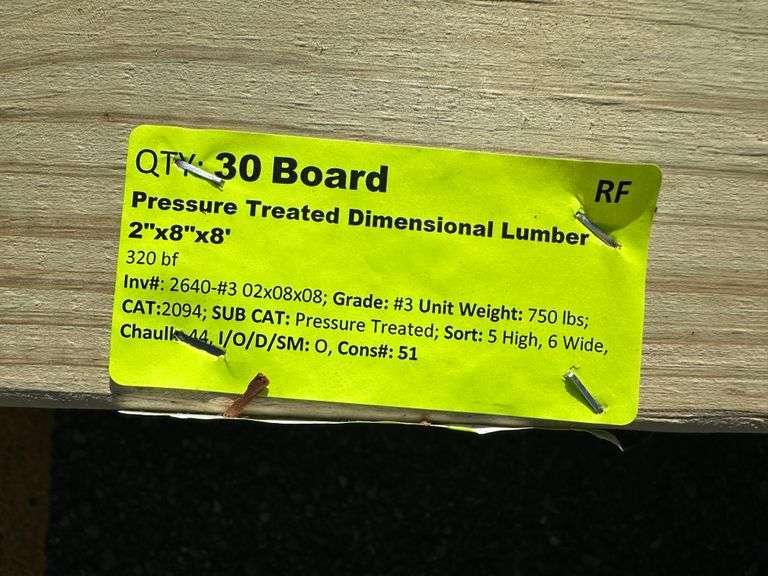 QTY: 30 Board
RF
Pressure Treated Dimensional Lumber
2"x8"x8'
320 bf
Inv#: 2640-#3 02x08x08; Grade: #3 Unit Weight: 750 lbs;
CAT:2094; SUB CAT: Pressure Treated; Sort: 5 High, 6 Wide,
Chaulk: 44, I/O/D/SM: O, Cons#: 51